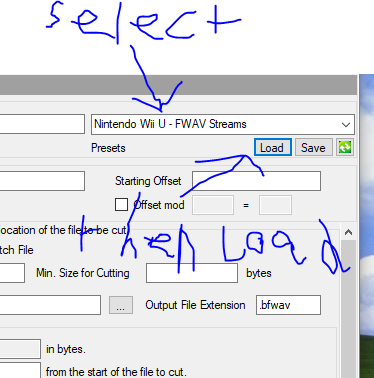 select
Nintendo Wii U - FWAV Streams
Presets Load Save
Starting Offset
Offset mod =
then Load
location of the file to be cut
tch File
Min. Size for Cutting bytes
... Output File Extension .bfwav
in bytes.
from the start of the file to cut.